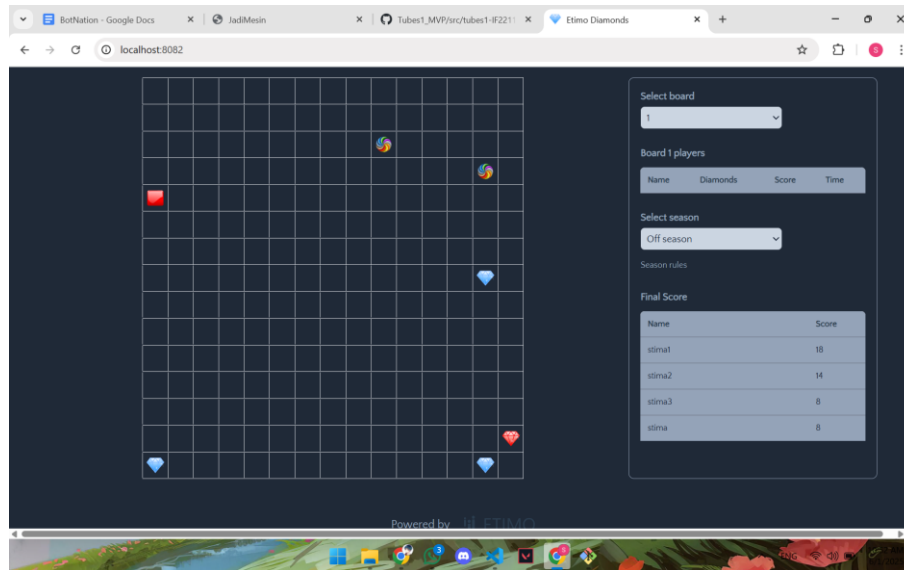 BotNation - Google Docs
JadiMesin
Tubes1_MVP/src/tubes1-IF2211
Etimo Diamonds
localhost:8082
S
Select board
1
Board 1 players
Name Diamonds Score Time
Select season
Off season
Season rules
Final Score
Name Score
stima1 18
stima2 14
stima3 8
stima 8
Powered by ETIMO
3
ENG